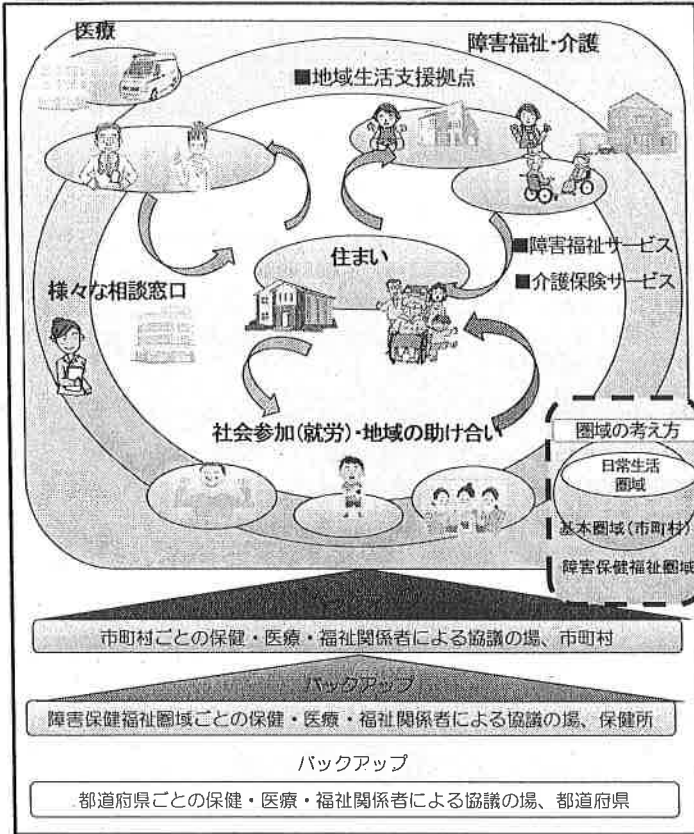 医療
障害福祉・介護
■地域生活支援拠点
住まい
■障害福祉サービス
■介護保険サービス
様々な相談窓口
社会参加(就労)・地域の助け合い
圏域の考え方
日常生活
圏域
基本圏域(市町村)
障害保健福祉圏域
市町村ごとの保健・医療・福祉関係者による協議の場、市町村
バックアップ
障害保健福祉圏域ごとの保健・医療・福祉関係者による協議の場、保健所
バックアップ
都道府県ごとの保健・医療・福祉関係者による協議の場、都道府県